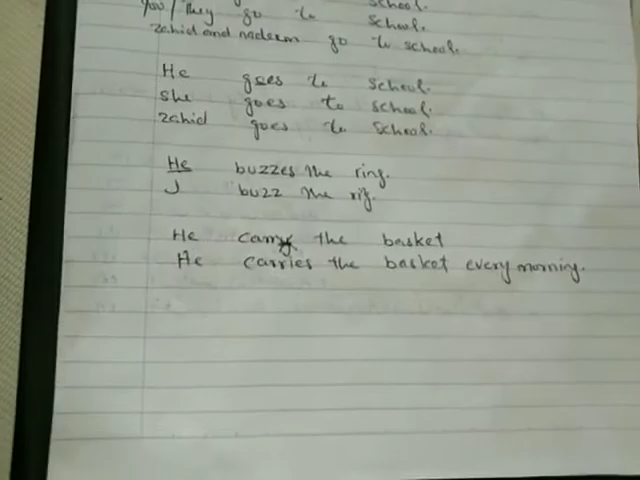 school.
you / They go to school.
zahid and nadeem go to school.
He goes to school.
she goes to school.
zahid goes to school.
He buzzes the ring.
I buzz the rig.
He carry the basket
He carries the basket every morning.